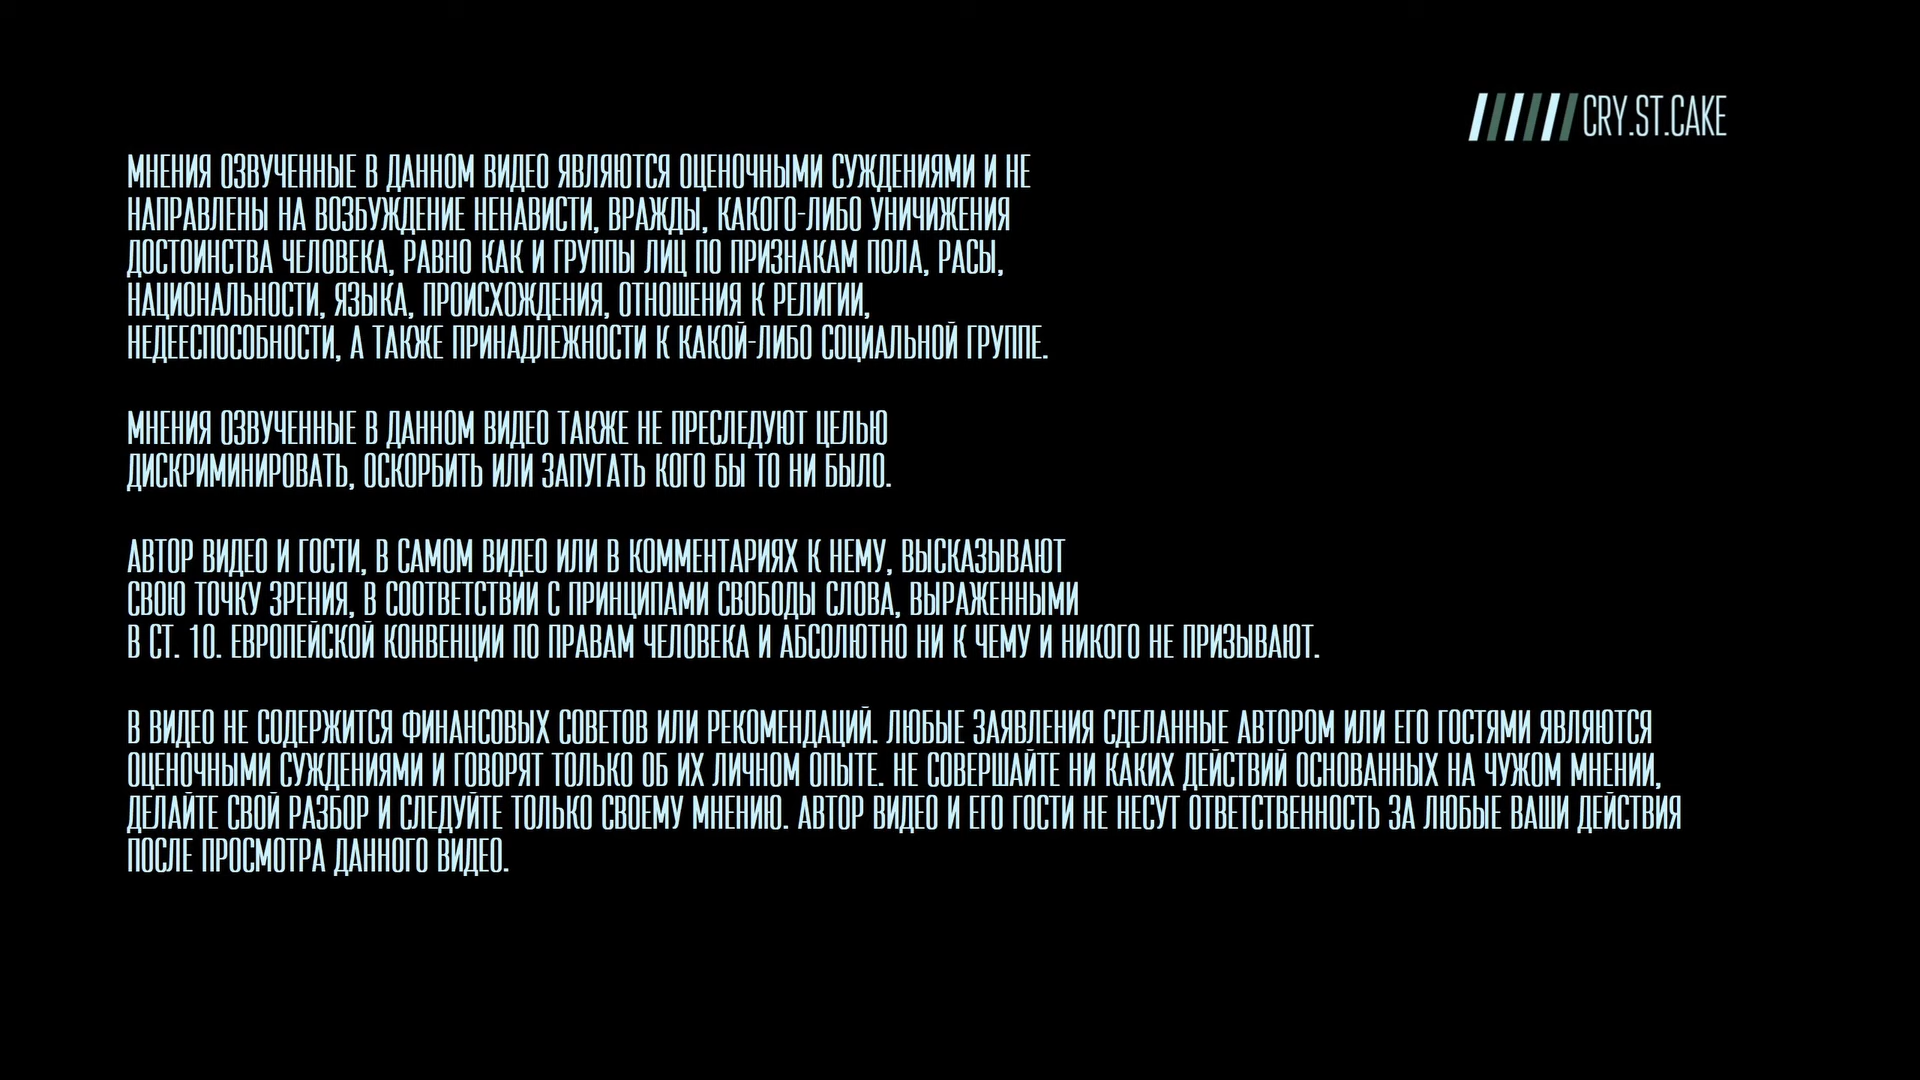 CRY.ST.CAKE
МНЕНИЯ ОЗВУЧЕННЫЕ В ДАННОМ ВИДЕО ЯВЛЯЮТСЯ ОЦЕНОЧНЫМИ СУЖДЕНИЯМИ И НЕ
НАПРАВЛЕНЫ НА ВОЗБУЖДЕНИЕ НЕНАВИСТИ, ВРАЖДЫ, КАКОГО-ЛИБО УНИЧИЖЕНИЯ
ДОСТОИНСТВА ЧЕЛОВЕКА, РАВНО КАК И ГРУППЫ ЛИЦ ПО ПРИЗНАКАМ ПОЛА, РАСЫ,
НАЦИОНАЛЬНОСТИ, ЯЗЫКА, ПРОИСХОЖДЕНИЯ, ОТНОШЕНИЯ К РЕЛИГИИ,
НЕДЕЕСПОСОБНОСТИ, А ТАКЖЕ ПРИНАДЛЕЖНОСТИ К КАКОЙ-ЛИБО СОЦИАЛЬНОЙ ГРУППЕ.
МНЕНИЯ ОЗВУЧЕННЫЕ В ДАННОМ ВИДЕО ТАКЖЕ НЕ ПРЕСЛЕДУЮТ ЦЕЛЬЮ
ДИСКРИМИНИРОВАТЬ, ОСКОРБИТЬ ИЛИ ЗАПУГАТЬ КОГО БЫ ТО НИ БЫЛО.
АВТОР ВИДЕО И ГОСТИ, В САМОМ ВИДЕО ИЛИ В КОММЕНТАРИЯХ К НЕМУ, ВЫСКАЗЫВАЮТ
СВОЮ ТОЧКУ ЗРЕНИЯ, В СООТВЕТСТВИИ С ПРИНЦИПАМИ СВОБОДЫ СЛОВА, ВЫРАЖЕННЫМИ
В СТ. 10. ЕВРОПЕЙСКОЙ КОНВЕНЦИИ ПО ПРАВАМ ЧЕЛОВЕКА И АБСОЛЮТНО НИ К ЧЕМУ И НИКОГО НЕ ПРИЗЫВАЮТ.
В ВИДЕО НЕ СОДЕРЖИТСЯ ФИНАНСОВЫХ СОВЕТОВ ИЛИ РЕКОМЕНДАЦИЙ. ЛЮБЫЕ ЗАЯВЛЕНИЯ СДЕЛАННЫЕ АВТОРОМ ИЛИ ЕГО ГОСТЯМИ ЯВЛЯЮТСЯ
ОЦЕНОЧНЫМИ СУЖДЕНИЯМИ И ГОВОРЯТ ТОЛЬКО ОБ ИХ ЛИЧНОМ ОПЫТЕ. НЕ СОВЕРШАЙТЕ НИ КАКИХ ДЕЙСТВИЙ ОСНОВАННЫХ НА ЧУЖОМ МНЕНИИ,
ДЕЛАЙТЕ СВОЙ РАЗБОР И СЛЕДУЙТЕ ТОЛЬКО СВОЕМУ МНЕНИЮ. АВТОР ВИДЕО И ЕГО ГОСТИ НЕ НЕСУТ ОТВЕТСТВЕННОСТЬ ЗА ЛЮБЫЕ ВАШИ ДЕЙСТВИЯ
ПОСЛЕ ПРОСМОТРА ДАННОГО ВИДЕО.